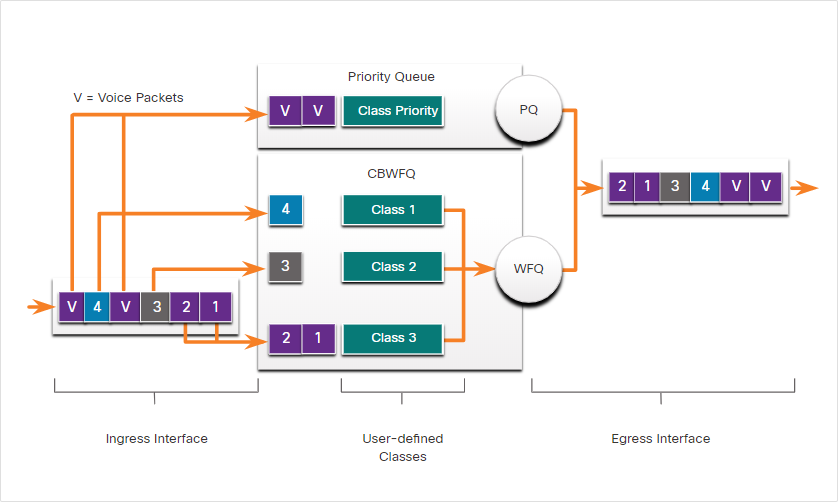 Priority Queue
V = Voice Packets
V V Class Priority
PQ
CBWFQ
2 1 3 4 V V
4 Class 1
3 Class 2
WFQ
V 4 V 3 2 1
2 1 Class 3
Ingress Interface
User-defined
Classes
Egress Interface